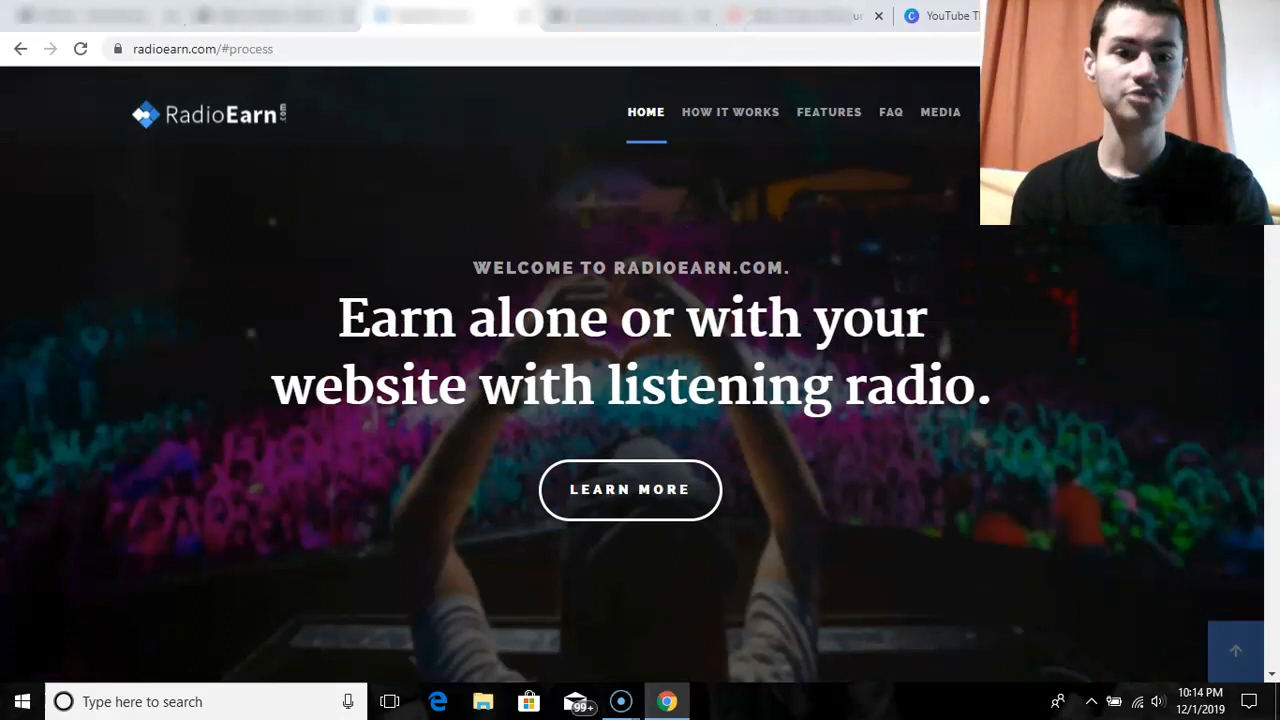 YouTube T
radioearn.com/#process
RadioEarn.com
HOME
HOW IT WORKS
FEATURES
FAQ
MEDIA
WELCOME TO RADIOEARN.COM.
Earn alone or with your
website with listening radio.
LEARN MORE
Type here to search
99+
10:14 PM
12/1/2019